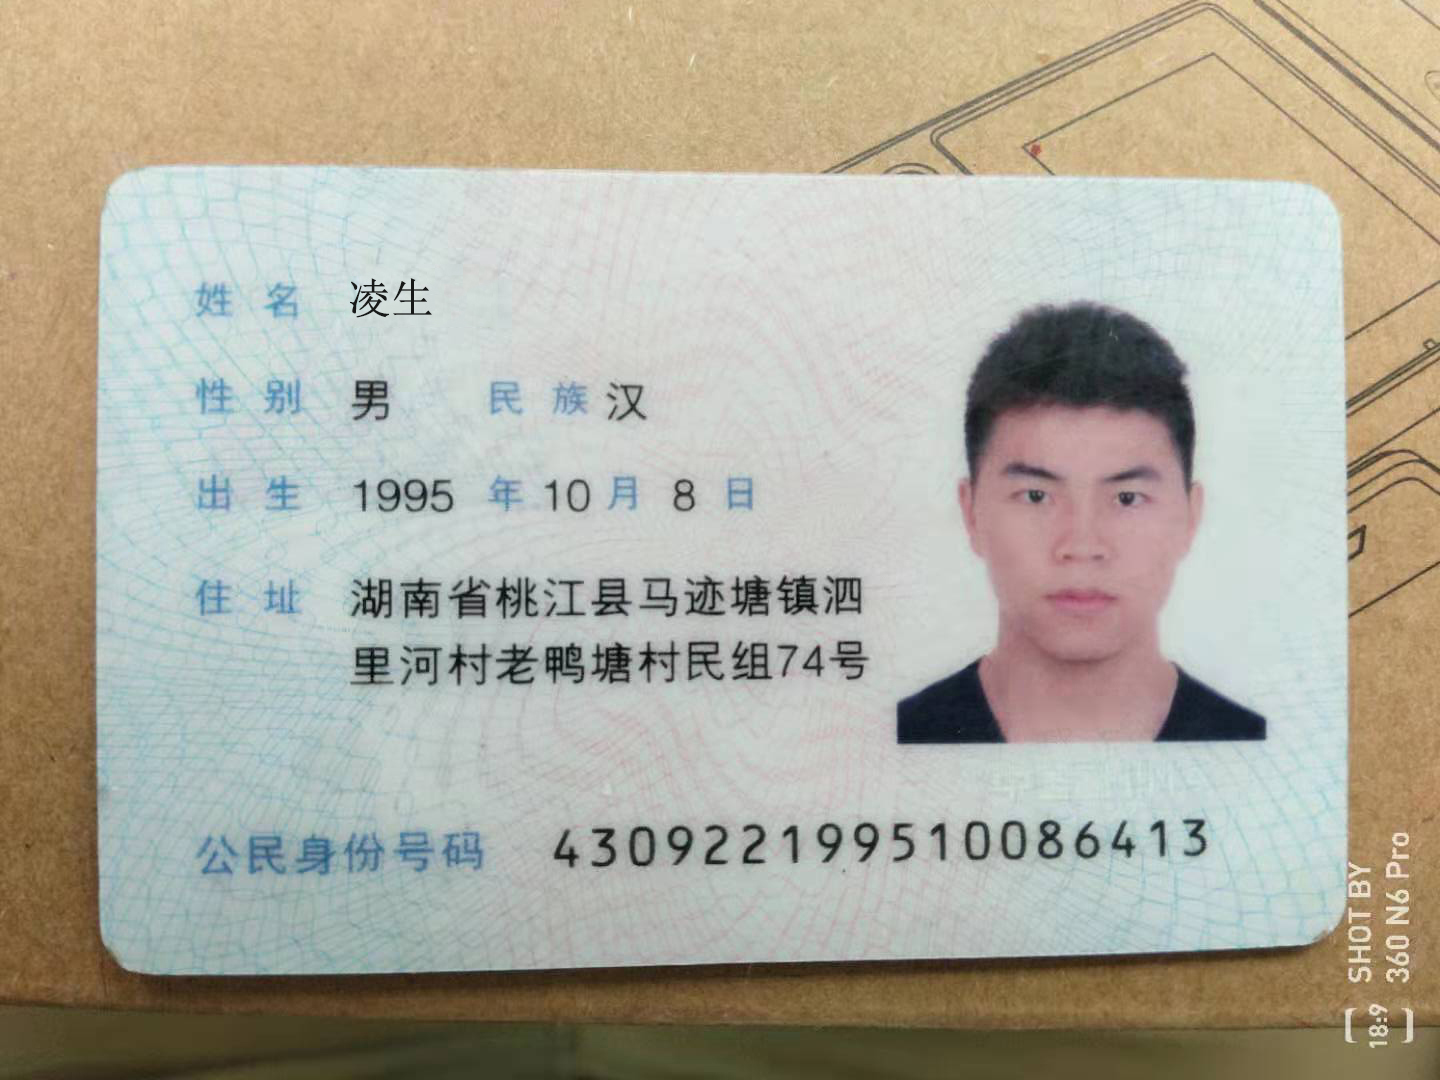 姓名 凌生
性别 男 民族 汉
出生 1995 年 10 月 8 日
住址 湖南省桃江县马迹塘镇泗
里河村老鸭塘村民组74号
公民身份号码 430922199510086413
SHOT BY
360 N6 Pro
18:9